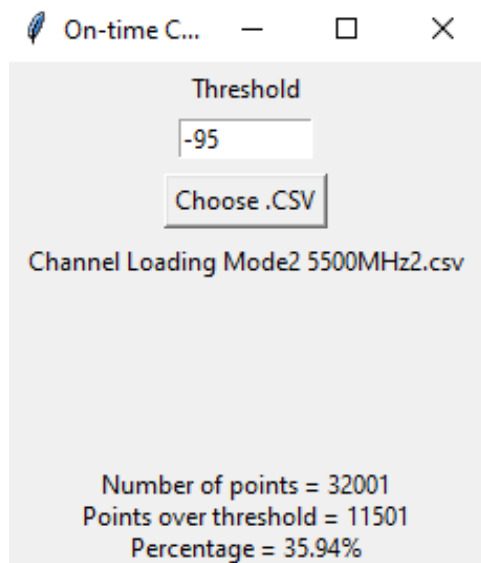 On-time C...
Threshold
-95
Choose .CSV
Channel Loading Mode2 5500MHz2.csv
Number of points = 32001
Points over threshold = 11501
Percentage = 35.94%